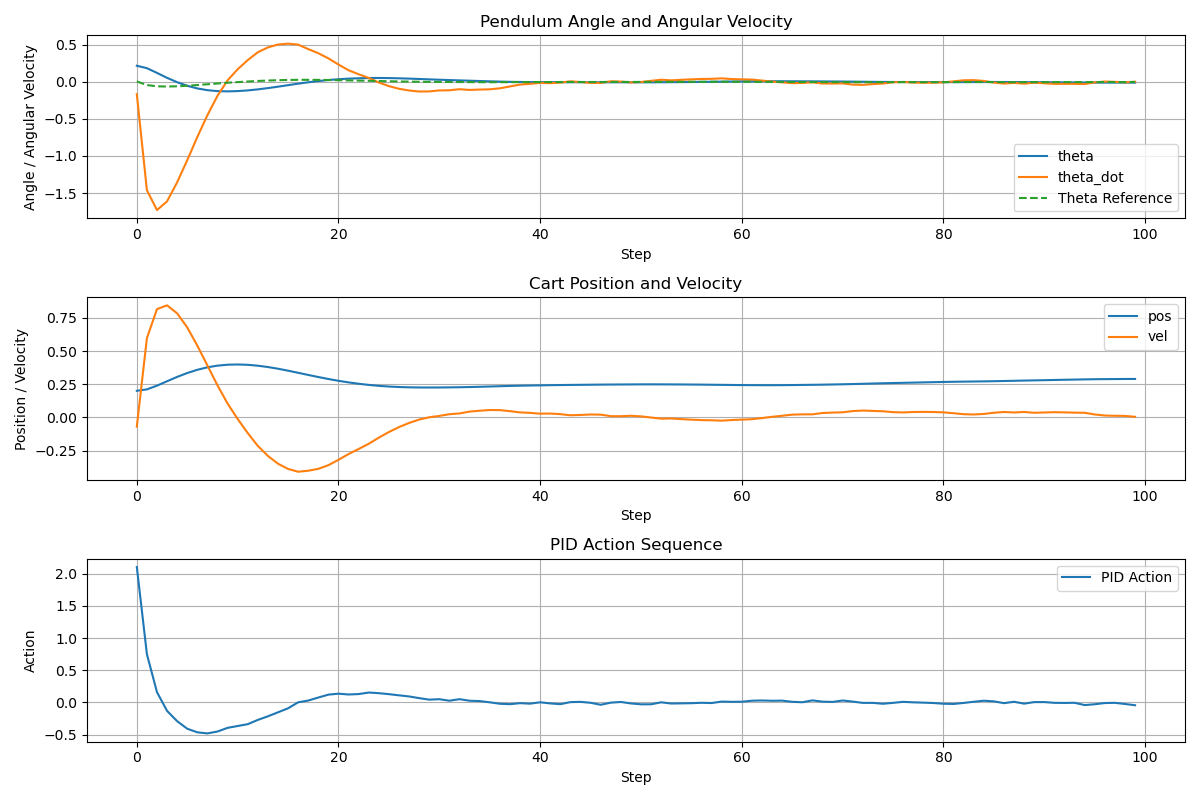 Pendulum Angle and Angular Velocity
Angle / Angular Velocity
0.5
0.0
−0.5
−1.0
−1.5
theta
theta_dot
Theta Reference
0
20
40
60
80
100
Step
Cart Position and Velocity
Position / Velocity
0.75
0.50
0.25
0.00
−0.25
pos
vel
0
20
40
60
80
100
Step
PID Action Sequence
Action
2.0
1.5
1.0
0.5
0.0
−0.5
PID Action
0
20
40
60
80
100
Step